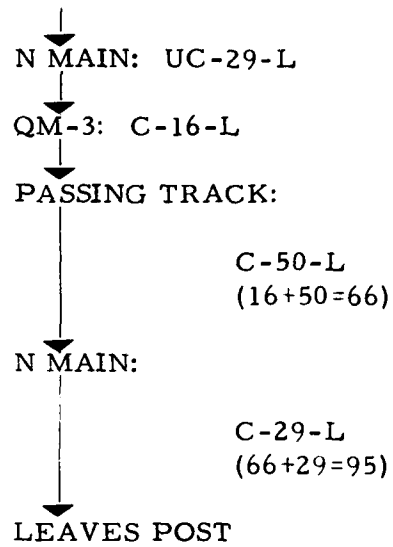 N MAIN: UC-29-L
QM-3: C-16-L
PASSING TRACK:
C-50-L
(16+50=66)
N MAIN:
C-29-L
(66+29=95)
LEAVES POST